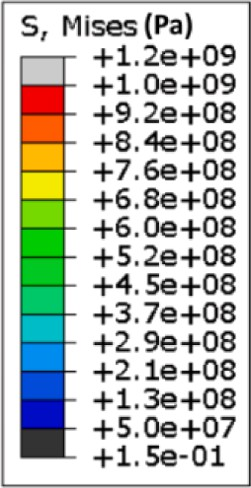 S, Mises (Pa)
+1.2e+09
+1.0e+09
+9.2e+08
+8.4e+08
+7.6e+08
+6.8e+08
+6.0e+08
+5.2e+08
+4.5e+08
+3.7e+08
+2.9e+08
+2.1e+08
+1.3e+08
+5.0e+07
+1.5e-01